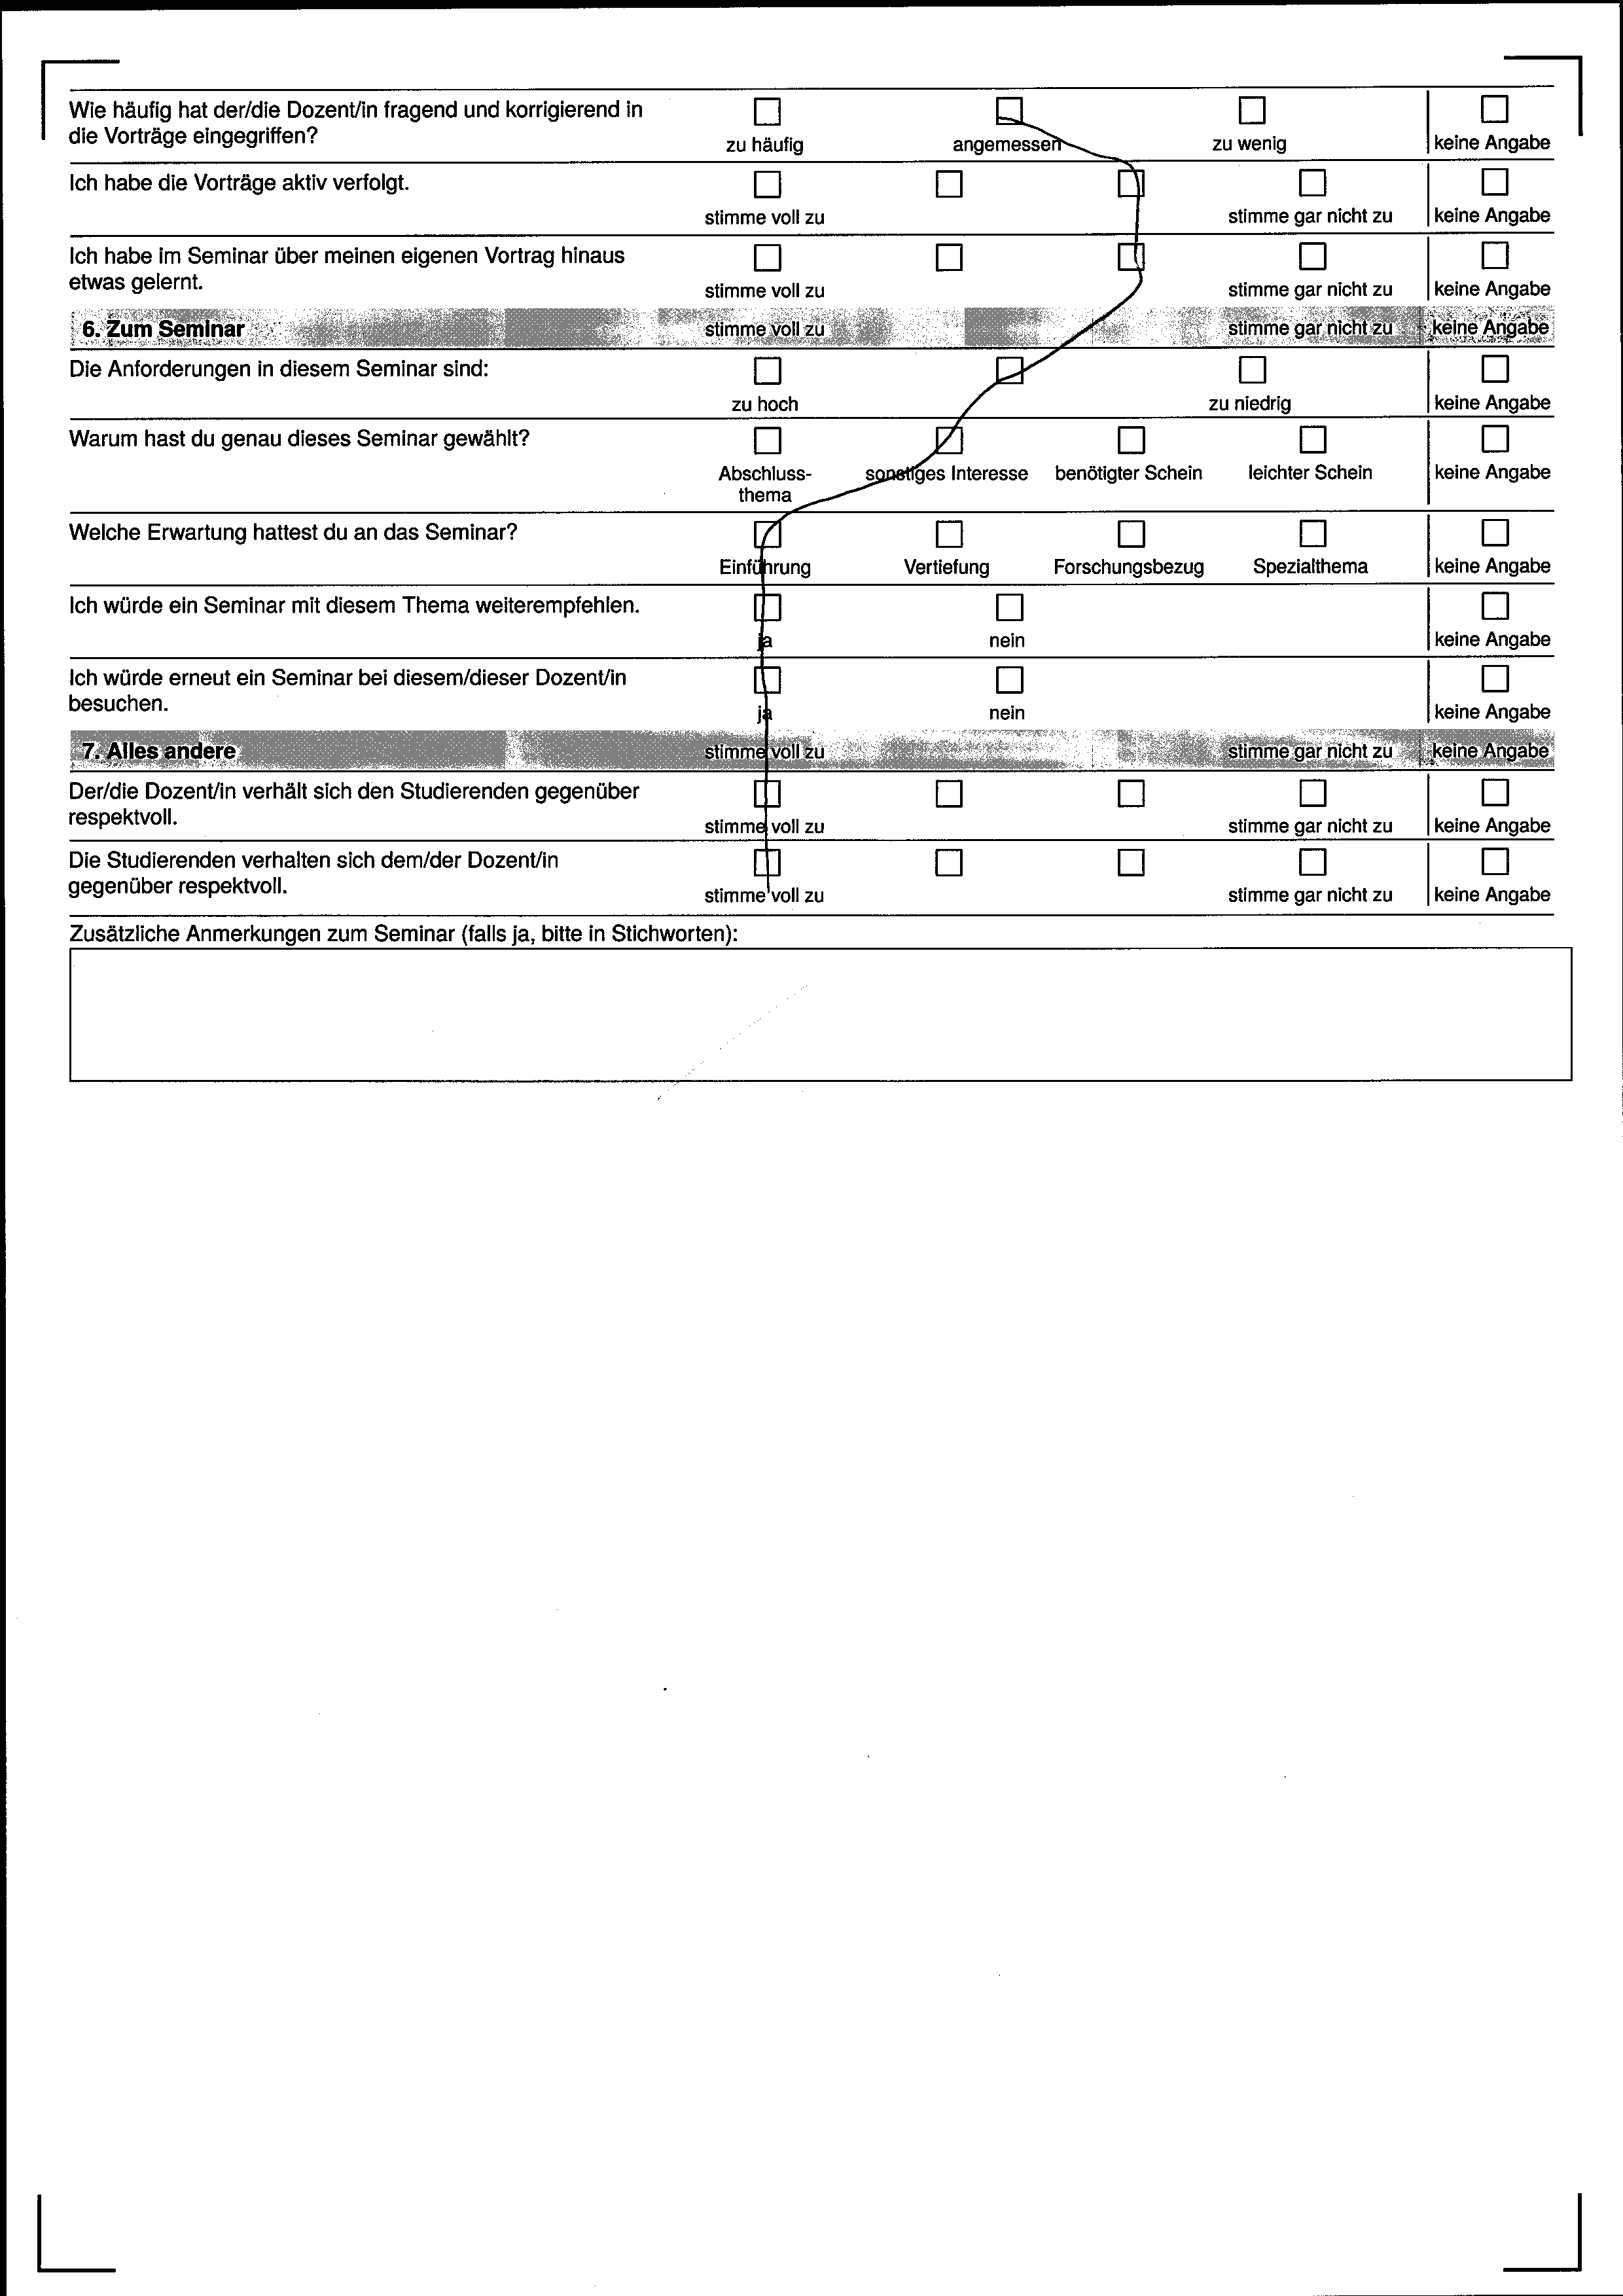 Wie häufig hat der/die Dozent/in fragend und korrigierend in
die Vorträge eingegriffen?
zu häufig angemessen zu wenig keine Angabe
Ich habe die Vorträge aktiv verfolgt.
stimme voll zu stimme gar nicht zu keine Angabe
Ich habe im Seminar über meinen eigenen Vortrag hinaus
etwas gelernt.
stimme voll zu stimme gar nicht zu keine Angabe
6. Zum Seminar stimme voll zu stimme gar nicht zu keine Angabe
Die Anforderungen in diesem Seminar sind:
zu hoch zu niedrig keine Angabe
Warum hast du genau dieses Seminar gewählt?
Abschluss-
thema
sonstiges Interesse benötigter Schein leichter Schein keine Angabe
Welche Erwartung hattest du an das Seminar?
Einführung Vertiefung Forschungsbezug Spezialthema keine Angabe
Ich würde ein Seminar mit diesem Thema weiterempfehlen.
ja nein keine Angabe
Ich würde erneut ein Seminar bei diesem/dieser Dozent/in
besuchen.
ja nein keine Angabe
7. Alles andere stimme voll zu stimme gar nicht zu keine Angabe
Der/die Dozent/in verhält sich den Studierenden gegenüber
respektvoll.
stimme voll zu stimme gar nicht zu keine Angabe
Die Studierenden verhalten sich dem/der Dozent/in
gegenüber respektvoll.
stimme voll zu stimme gar nicht zu keine Angabe
Zusätzliche Anmerkungen zum Seminar (falls ja, bitte in Stichworten):